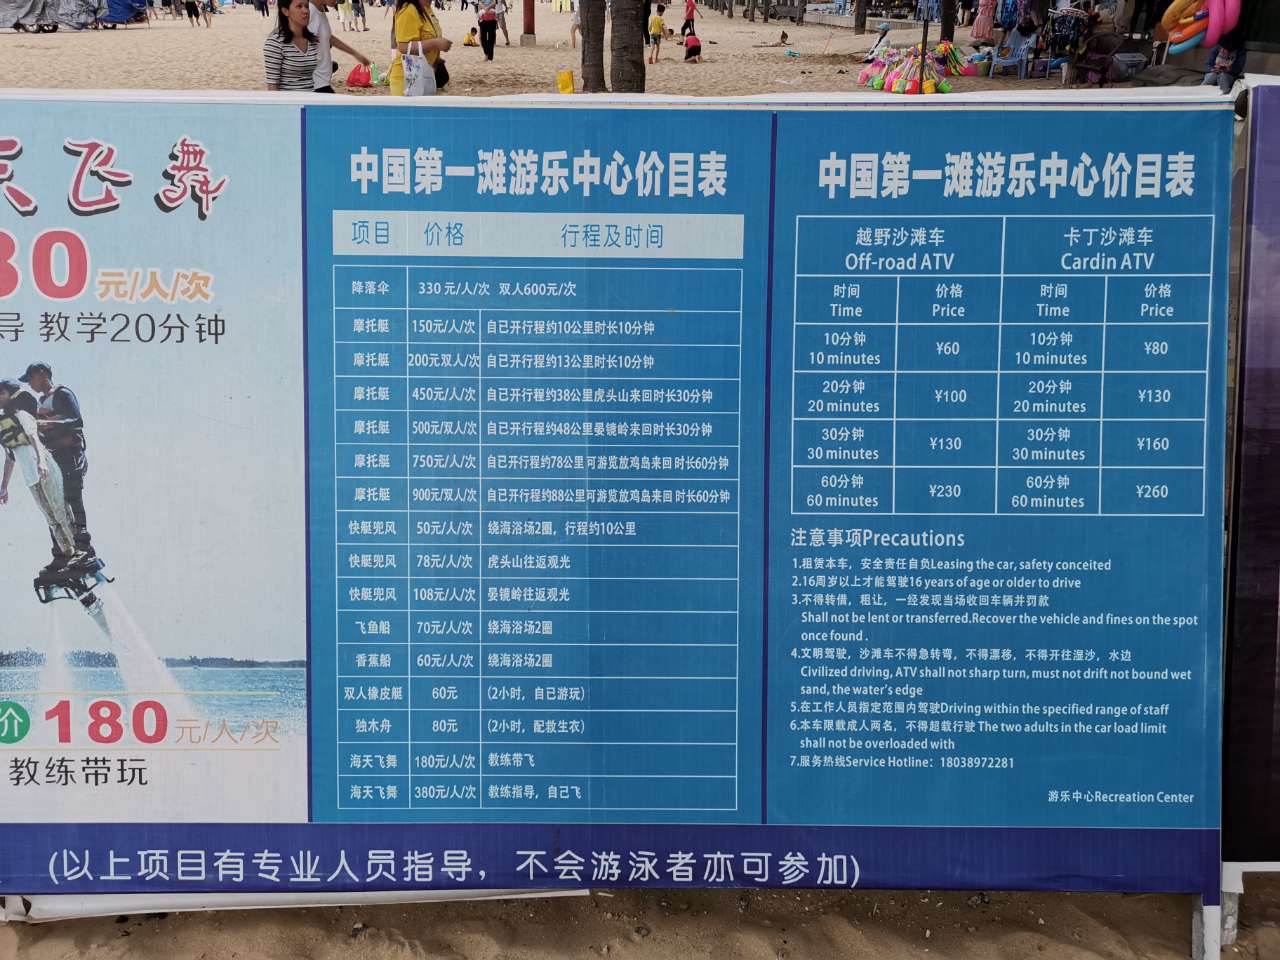 飞舞
80元/人/次
导 教学20分钟
价 180元/人/次
教练带玩
中国第一滩游乐中心价目表
项目 价格 行程及时间
降落伞 330 元/人/次 双人600元/次
摩托艇 150元/人/次 自已开行程约10公里时长10分钟
摩托艇 200元双人/次 自已开行程约13公里时长10分钟
摩托艇 450元/人/次 自已开行程约38公里虎头山来回时长30分钟
摩托艇 500元/双人/次 自已开行程约48公里晏镜岭来回时长30分钟
摩托艇 750元/人/次 自已开行程约78公里可游览放鸡岛来回 时长60分钟
摩托艇 900元/双人/次 自已开行程约88公里可游览放鸡岛来回 时长60分钟
快艇兜风 50元/人/次 绕海浴场2圈，行程约10公里
快艇兜风 78元/人/次 虎头山往返观光
快艇兜风 108元/人/次 晏镜岭往返观光
飞鱼船 70元/人/次 绕海浴场2圈
香蕉船 60元/人/次 绕海浴场2圈
双人橡皮艇 60元 (2小时，自已游玩)
独木舟 80元 (2小时，配救生衣)
海天飞舞 180元/人/次 教练带飞
海天飞舞 380元/人/次 教练指导，自己飞
中国第一滩游乐中心价目表
越野沙滩车 卡丁沙滩车
Off-road ATV Cardin ATV
时间 价格 时间 价格
Time Price Time Price
10分钟 ¥60 10分钟 ¥80
10 minutes 10 minutes
20分钟 ¥100 20分钟 ¥130
20 minutes 20 minutes
30分钟 ¥130 30分钟 ¥160
30 minutes 30 minutes
60分钟 ¥230 60分钟 ¥260
60 minutes 60 minutes
注意事项Precautions
1.租赁本车，安全责任自负Leasing the car, safety conceited
2.16周岁以上才能驾驶16 years of age or older to drive
3.不得转借，租让，一经发现当场收回车辆并罚款
Shall not be lent or transferred.Recover the vehicle and fines on the spot
once found .
4.文明驾驶，沙滩车不得急转弯，不得漂移，不得开往湿沙，水边
Civilized driving, ATV shall not sharp turn, must not drift not bound wet
sand, the water's edge
5.在工作人员指定范围内驾驶Driving within the specified range of staff
6.本车限载成人两名，不得超载行驶 The two adults in the car load limit
shall not be overloaded with
7.服务热线Service Hotline：18038972281
游乐中心Recreation Center
(以上项目有专业人员指导，不会游泳者亦可参加)